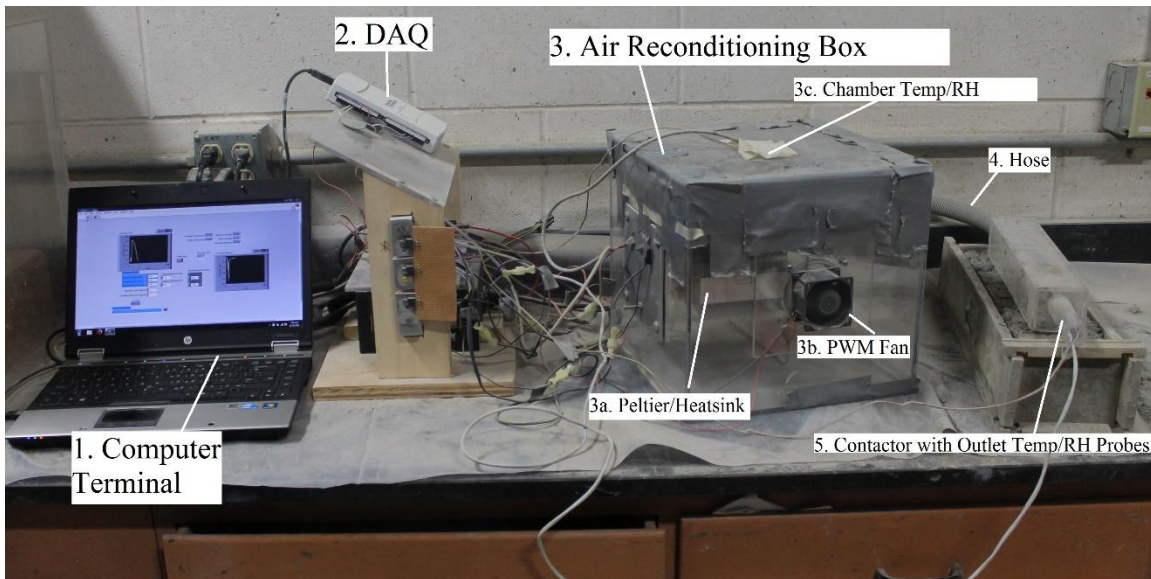 2. DAQ
3. Air Reconditioning Box
3c. Chamber Temp/RH
4. Hose
3b. PWM Fan
3a. Peltier/Heatsink
5. Contactor with Outlet Temp/RH Probes
1. Computer
Terminal
hp